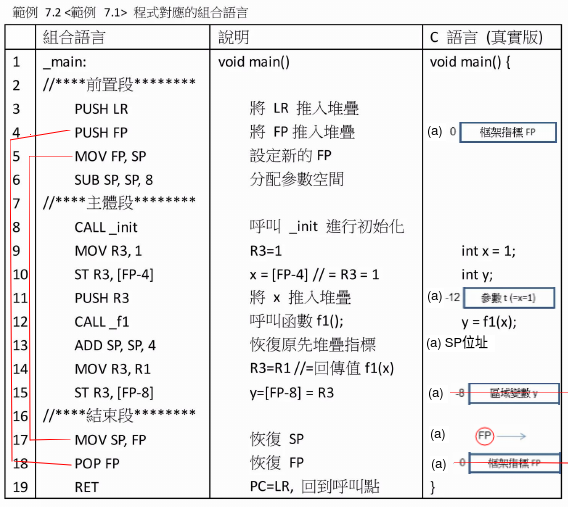 範例 7.2 <範例 7.1> 程式對應的組合語言
組合語言 說明 C 語言 (真實版)
1 _main: void main() void main() {
2 //****前置段********
3 PUSH LR 將 LR 推入堆疊
4 PUSH FP 將 FP 推入堆疊 (a) 0 框架指標 FP
5 MOV FP, SP 設定新的 FP
6 SUB SP, SP, 8 分配參數空間
7 //****主體段********
8 CALL _init 呼叫 _init 進行初始化
9 MOV R3, 1 R3=1 int x = 1;
10 ST R3, [FP-4] x = [FP-4] // = R3 = 1 int y;
11 PUSH R3 將 x 推入堆疊 (a) -12 參數 t (=x=1)
12 CALL _f1 呼叫函數 f1(); y = f1(x);
13 ADD SP, SP, 4 恢復原先堆疊指標 (a) SP位址
14 MOV R3, R1 R3=R1 //=回傳值 f1(x)
15 ST R3, [FP-8] y=[FP-8] = R3 (a) -8 區域變數 y
16 //****結束段********
17 MOV SP, FP 恢復 SP (a) FP
18 POP FP 恢復 FP (a) 0 框架指標 FP
19 RET PC=LR, 回到呼叫點 }